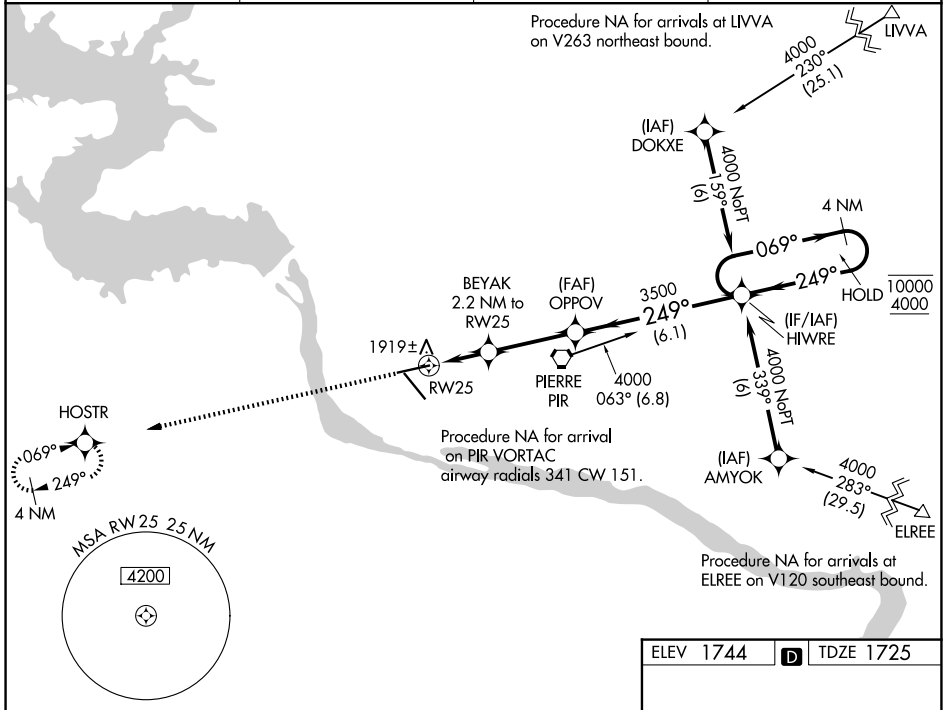 Procedure NA for arrivals at LIVVA
on V263 northeast bound.
LIVVA
4000
230°
(25.1)
(IAF)
DOKXE
4000 NoPT
159°
(6)
4 NM
069°
249°
HOLD
10000
4000
(IF/IAF)
HIWRE
3500
249°
(6.1)
(FAF)
OPPOV
BEYAK
2.2 NM to
RW25
1919±
RW25
PIERRE
PIR
4000
063° (6.8)
4000 NoPT
339°
(6)
HOSTR
069°
249°
4 NM
Procedure NA for arrival
on PIR VORTAC
airway radials 341 CW 151.
(IAF)
AMYOK
4000
283°
(29.5)
ELREE
Procedure NA for arrivals at
ELREE on V120 southeast bound.
MSA RW25 25 NM
4200
ELEV 1744 D TDZE 1725